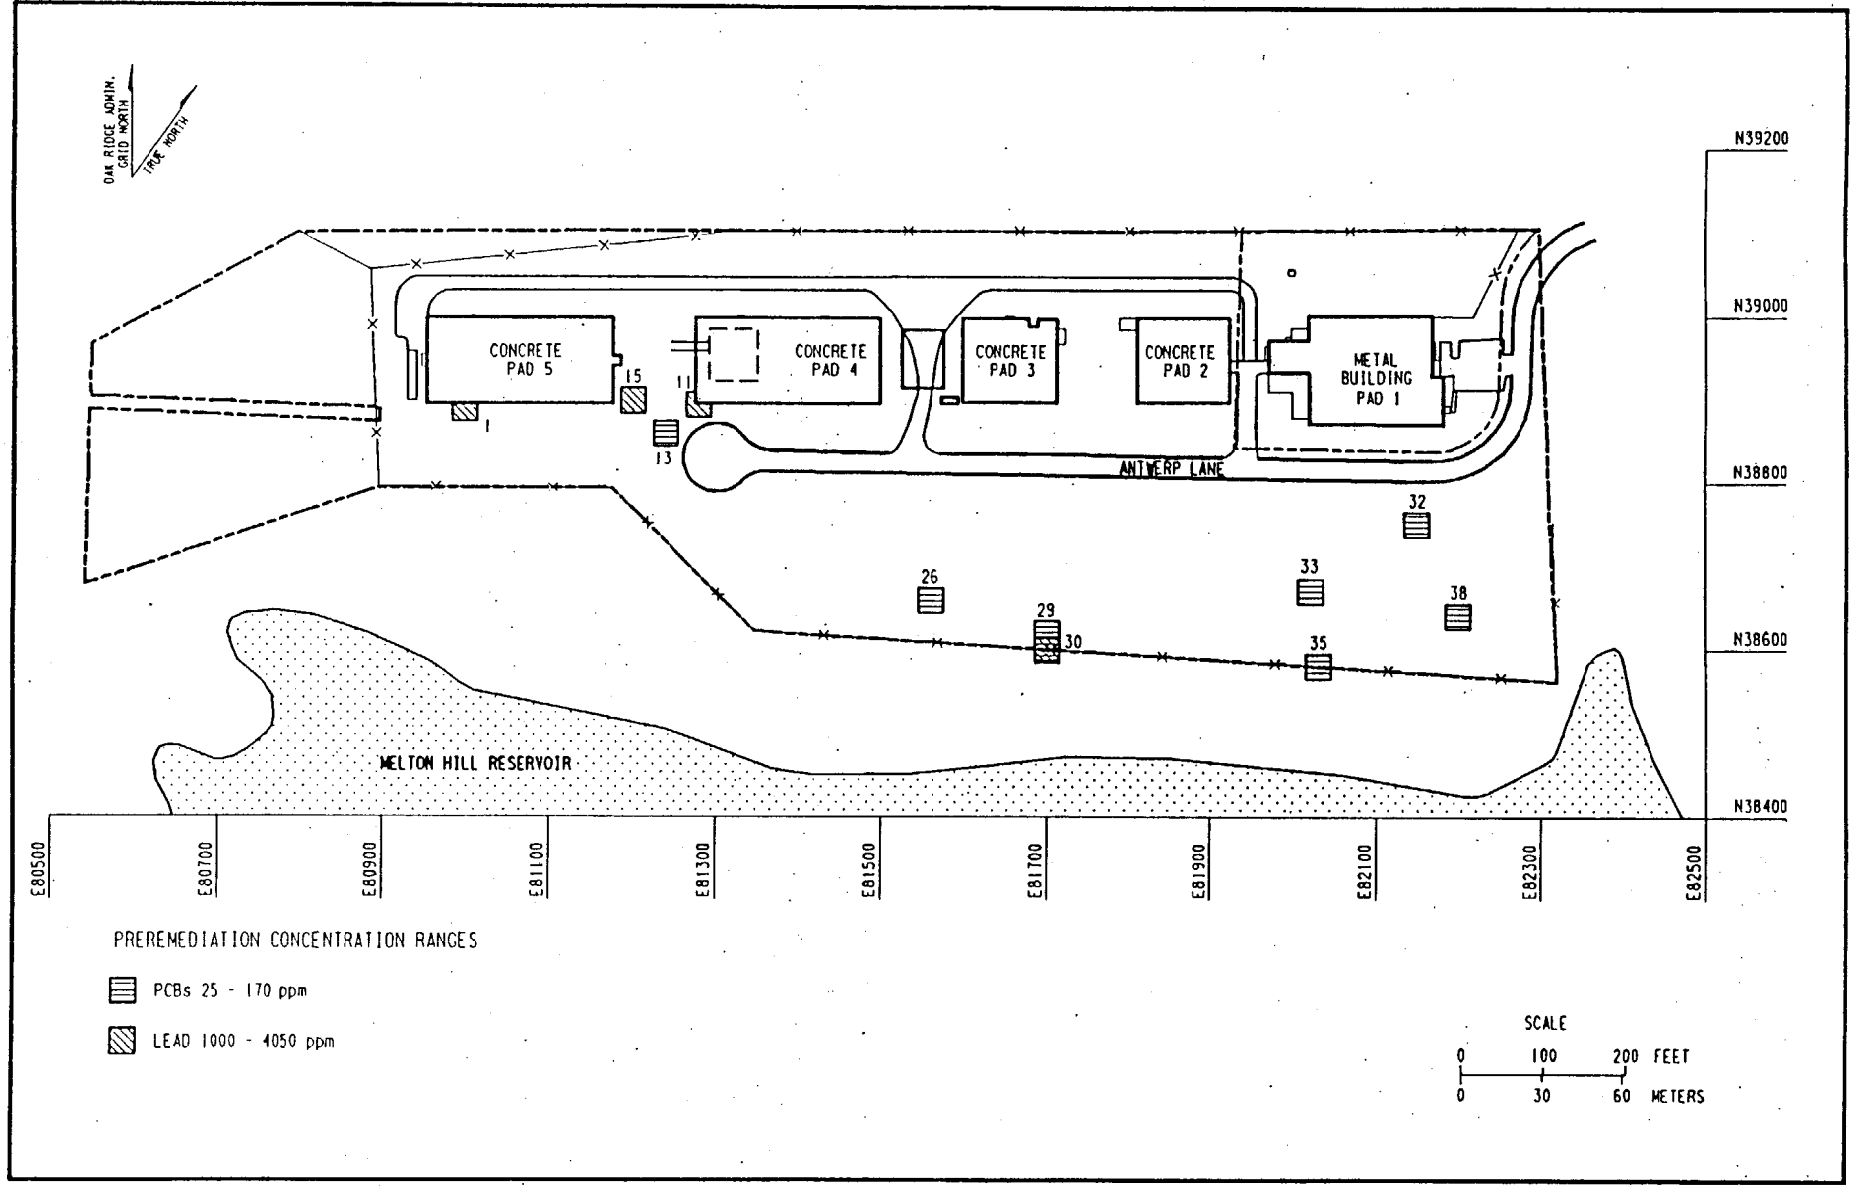 OAK RIDGE ADMIN.
GRID NORTH
TRUE NORTH
N39200
N39000
N38800
N38600
N38400
CONCRETE
PAD 5
CONCRETE
PAD 4
CONCRETE
PAD 3
CONCRETE
PAD 2
METAL
BUILDING
PAD 1
15
11
1
13
ANTWERP LANE
32
26
33
38
29
30
35
MELTON HILL RESERVOIR
E80500
E80700
E80900
E81100
E81300
E81500
E81700
E81900
E82100
E82300
E82500
PREREMEDIATION CONCENTRATION RANGES
PCBs 25 - 170 ppm
LEAD 1000 - 4050 ppm
SCALE
0 100 200 FEET
0 30 60 METERS